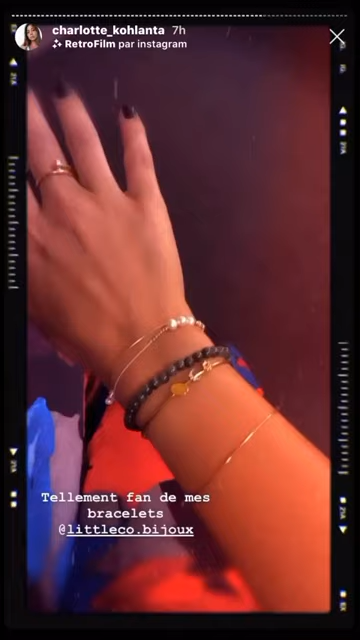 charlotte_kohlanta 7h
RetroFilm par instagram
Tellement fan de mes
bracelets
@littleco.bijoux